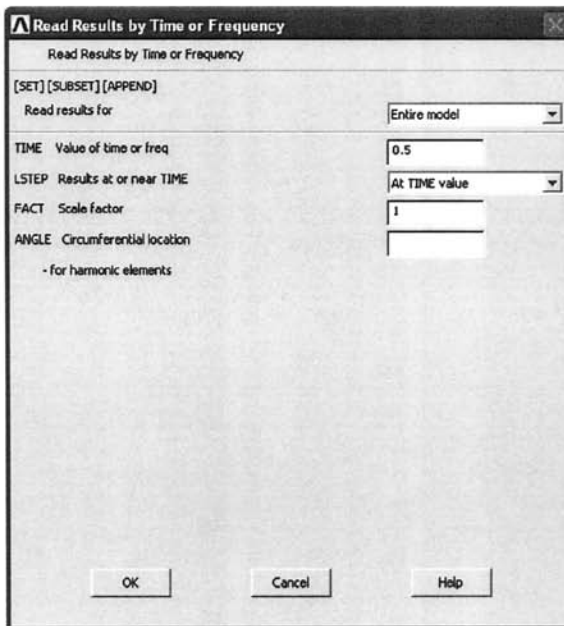 Read Results by Time or Frequency
Read Results by Time or Frequency
[SET] [SUBSET] [APPEND]
Read results for Entire model
TIME Value of time or freq 0.5
LSTEP Results at or near TIME At TIME value
FACT Scale factor 1
ANGLE Circumferential location
- for harmonic elements
OK Cancel Help